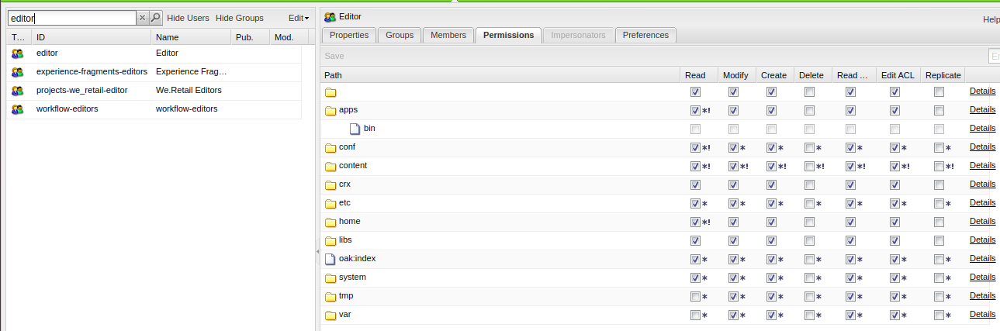 editor Hide Users Hide Groups Edit
T... ID Name Pub. Mod.
editor Editor
experience-fragments-editors Experience Frag...
projects-we_retail-editor We.Retail Editors
workflow-editors workflow-editors
Editor
Help
Properties Groups Members Permissions Impersonators Preferences
Save En
Path Read Modify Create Delete Read ... Edit ACL Replicate
Details
apps *! Details
bin Details
conf *! * * * * * * Details
content *! *! *! *! *! *! *! Details
crx Details
etc * * * * * * * Details
home *! Details
libs Details
oak:index * * * * * * * Details
system * * * * * * * Details
tmp * * * * * * * Details
var * * * * * * * Details